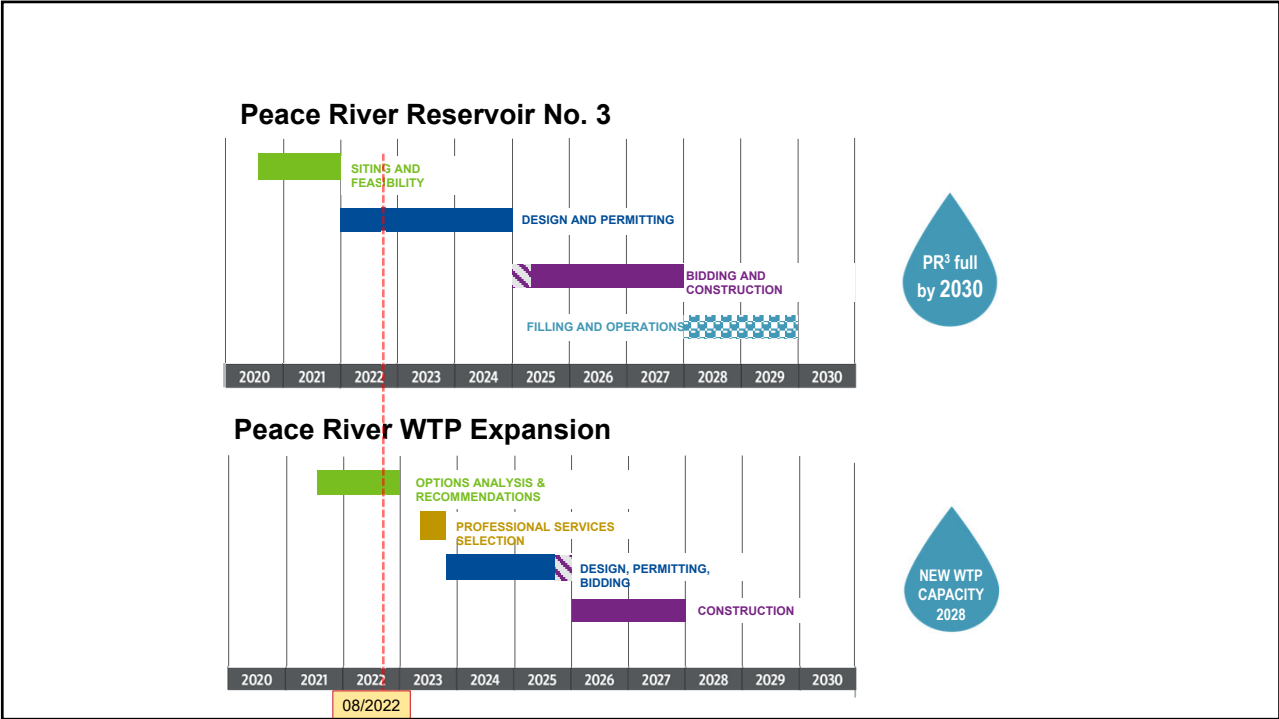 Peace River Reservoir No. 3
SITING AND
FEASIBILITY
DESIGN AND PERMITTING
BIDDING AND
CONSTRUCTION
FILLING AND OPERATIONS
2020 2021 2022 2023 2024 2025 2026 2027 2028 2029 2030
PR³ full
by 2030
Peace River WTP Expansion
OPTIONS ANALYSIS &
RECOMMENDATIONS
PROFESSIONAL SERVICES
SELECTION
DESIGN, PERMITTING,
BIDDING
CONSTRUCTION
2020 2021 2022 2023 2024 2025 2026 2027 2028 2029 2030
NEW WTP
CAPACITY
2028
08/2022